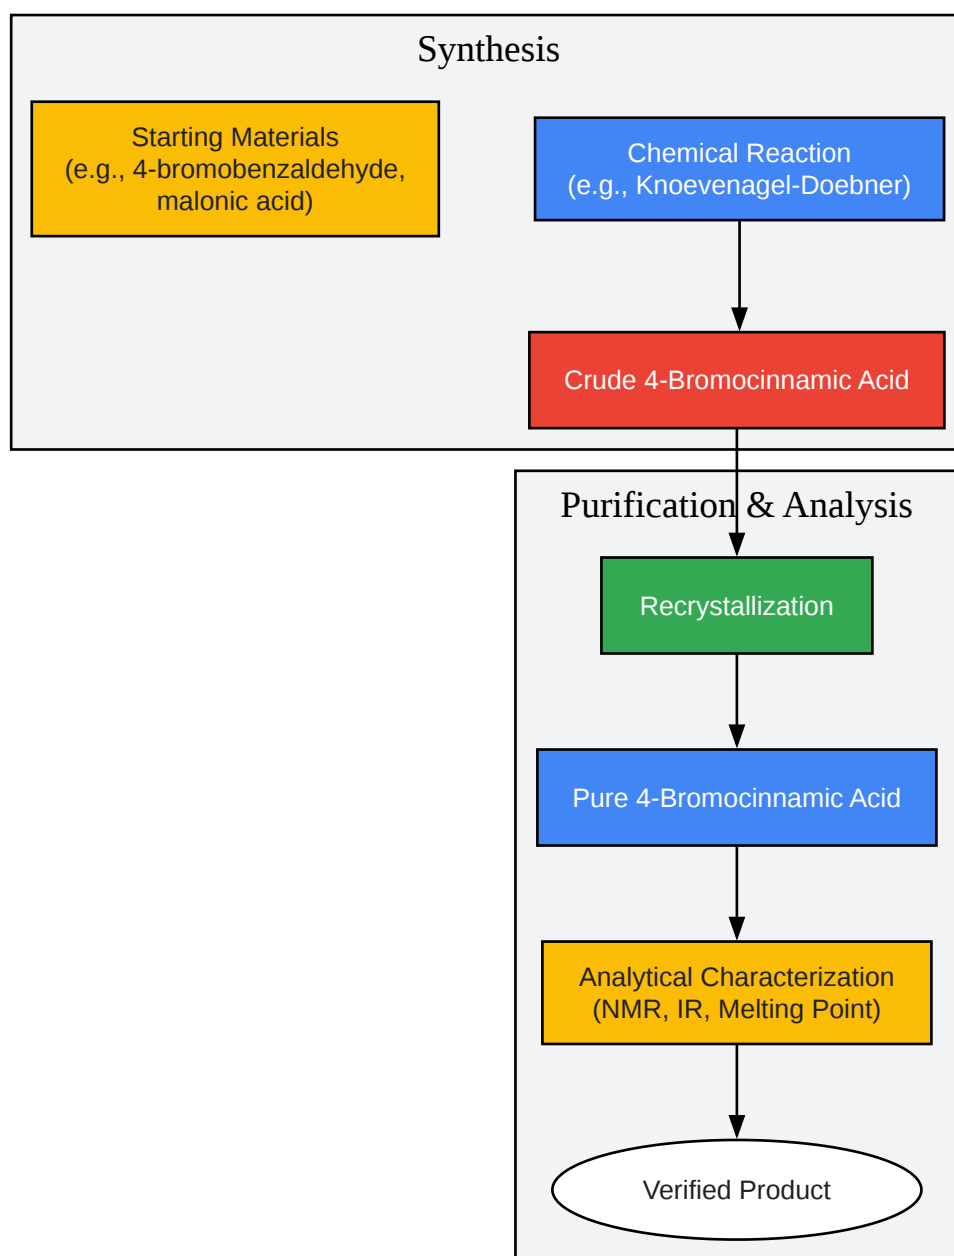 Synthesis
Starting Materials
(e.g., 4-bromobenzaldehyde,
malonic acid)
Chemical Reaction
(e.g., Knoevenagel-Doebner)
Crude 4-Bromocinnamic Acid
Purification & Analysis
Recrystallization
Pure 4-Bromocinnamic Acid
Analytical Characterization
(NMR, IR, Melting Point)
Verified Product